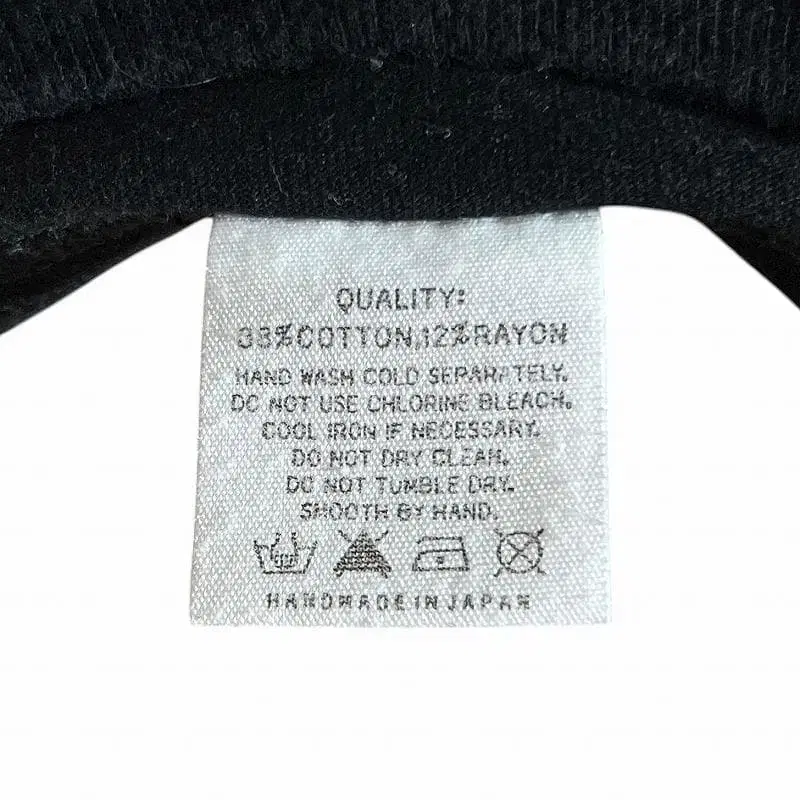 QUALITY:
88%COTTON,12%RAYON
HAND WASH COLD SEPARATELY.
DO NOT USE CHLORINE BLEACH.
COOL IRON IF NECESSARY.
DO NOT DRY CLEAN.
DO NOT TUMBLE DRY.
SMOOTH BY HAND.
HANDMADE IN JAPAN